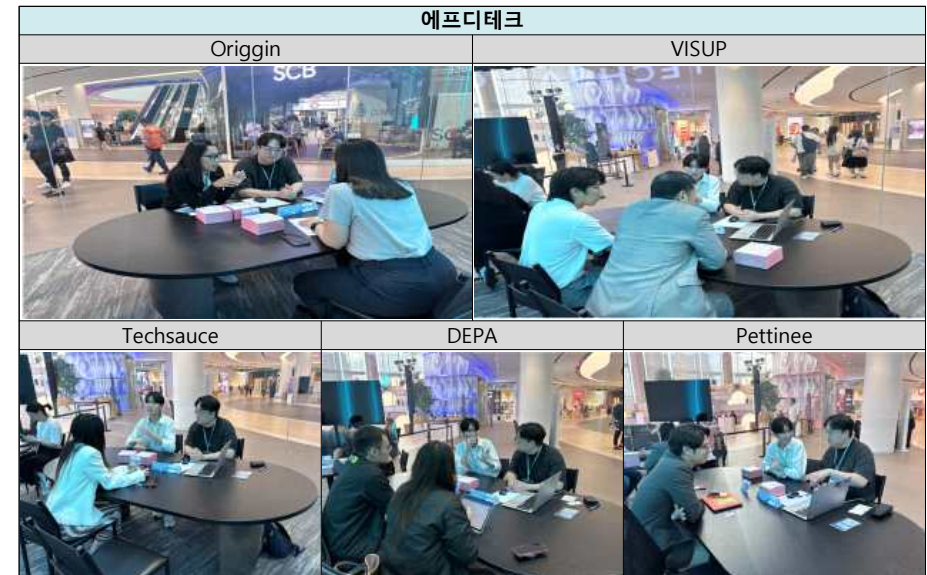 에프디테크
Origgin
VISUP
SCB
Techsauce
DEPA
Pettinee